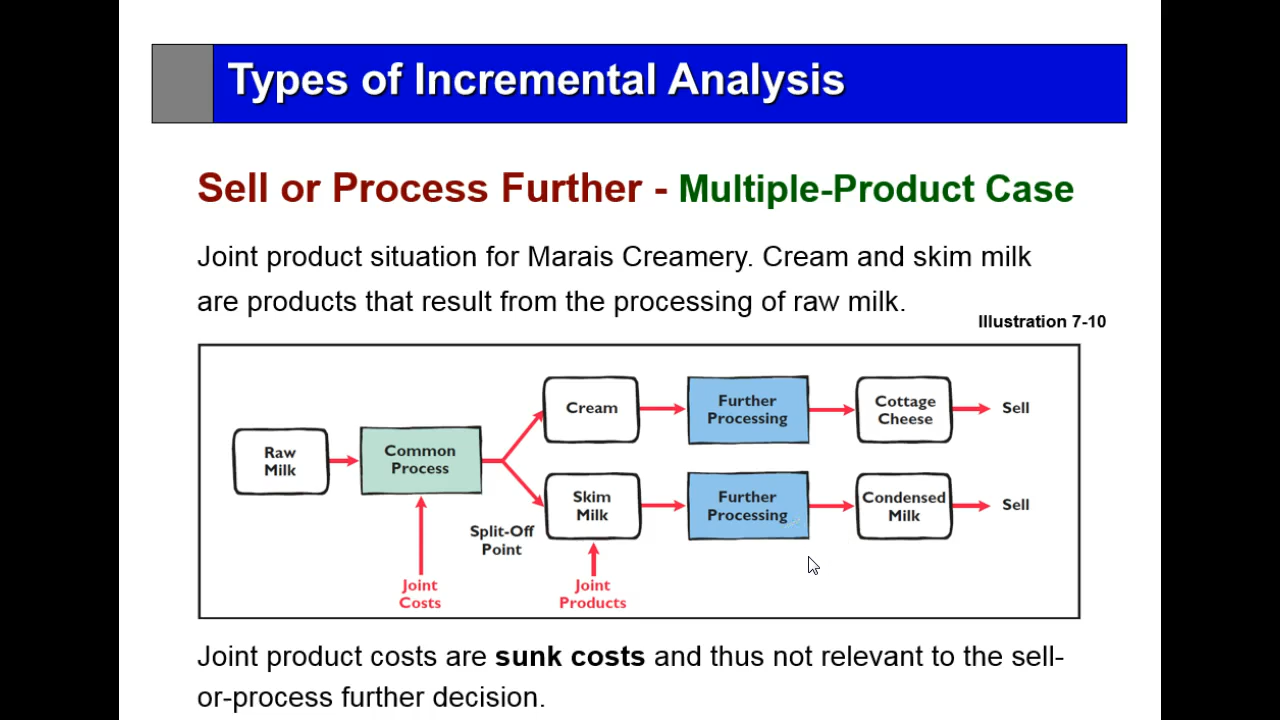 Types of Incremental Analysis
Sell or Process Further - Multiple-Product Case
Joint product situation for Marais Creamery. Cream and skim milk
are products that result from the processing of raw milk.
Illustration 7-10
Raw
Milk
Common
Process
Cream
Further
Processing
Cottage
Cheese
Sell
Skim
Milk
Further
Processing
Condensed
Milk
Sell
Split-Off
Point
Joint
Costs
Joint
Products
Joint product costs are sunk costs and thus not relevant to the sell-
or-process further decision.